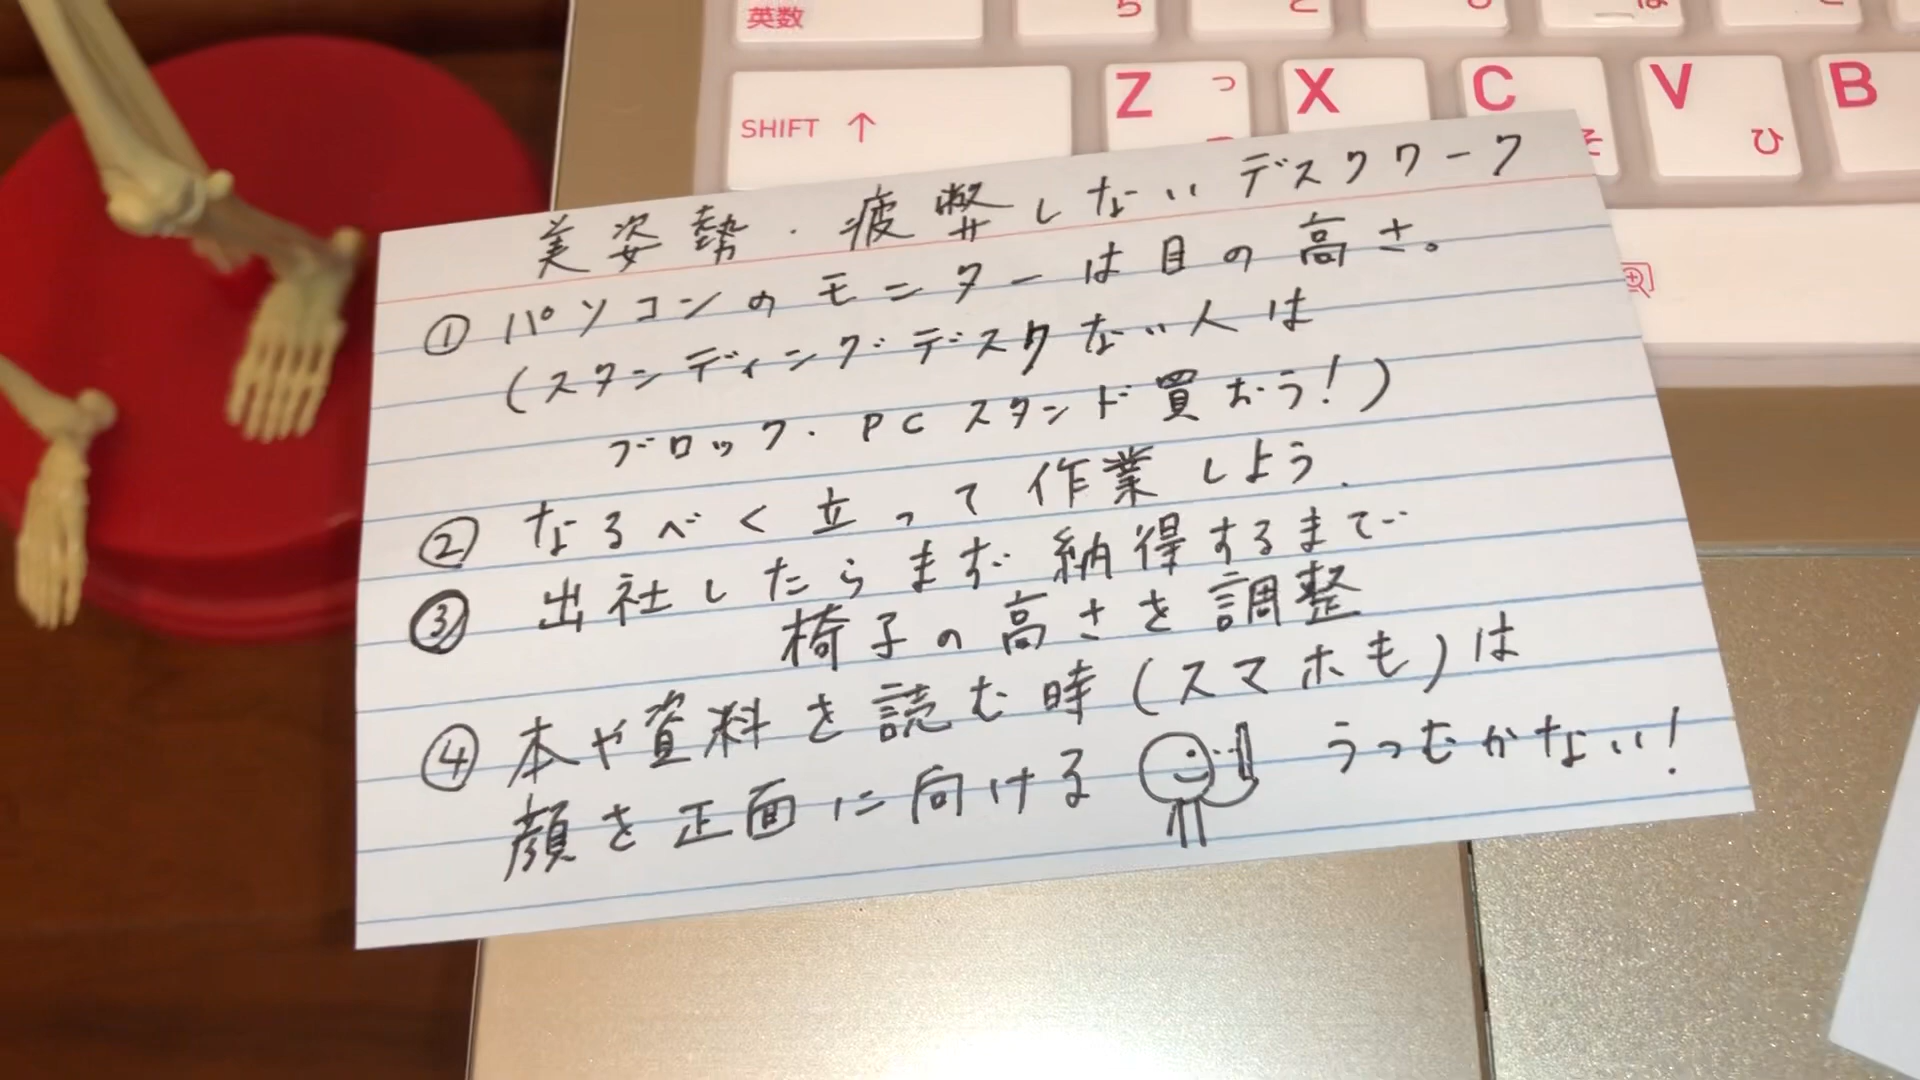 英数
SHIFT ↑
Z っ
X
C そ
V ひ
B
美姿勢・疲弊しないデスクワーク
① パソコンのモニターは目の高さ。
(スタンディングデスクない人は
ブロック・PCスタンド買おう!)
② なるべく立って作業しよう.
③ 出社したらまず納得するまで
椅子の高さを調整
④ 本や資料を読む時(スマホも)は
顔を正面に向ける うつむかない!